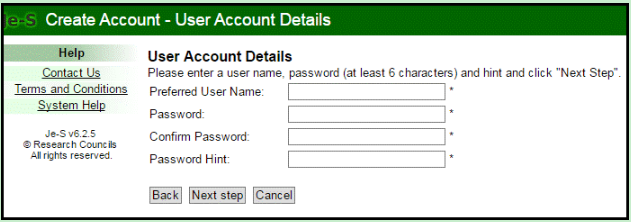 Je-S Create Account - User Account Details
Help
Contact Us
Terms and Conditions
System Help
Je-S v6.2.5
© Research Councils
All rights reserved.
User Account Details
Please enter a user name, password (at least 6 characters) and hint and click "Next Step".
Preferred User Name: *
Password: *
Confirm Password: *
Password Hint: *
Back Next step Cancel